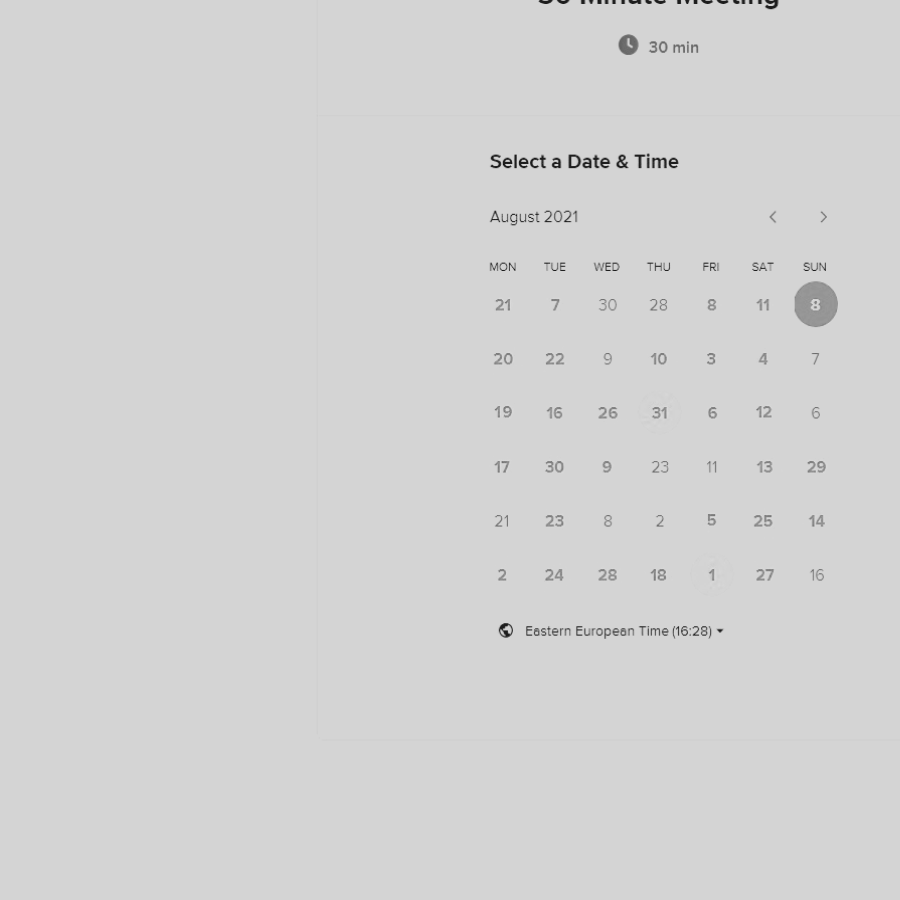 30 min
Select a Date & Time
August 2021
MON TUE WED THU FRI SAT SUN
21 7 30 28 8 11 8
20 22 9 10 3 4 7
19 16 26 31 6 12 6
17 30 9 23 11 13 29
21 23 8 2 5 25 14
2 24 28 18 1 27 16
Eastern European Time (16:28)